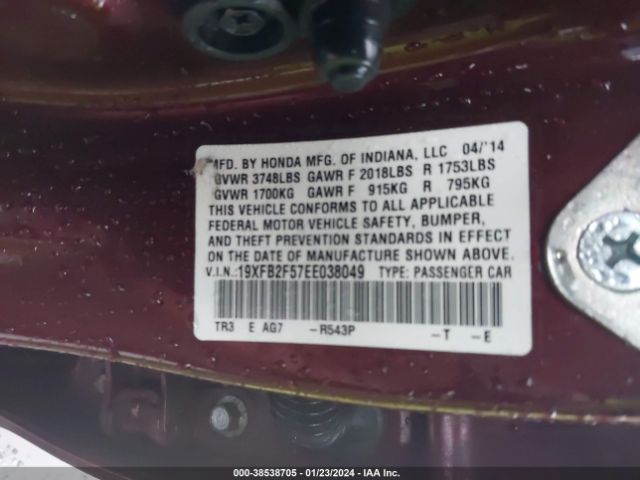 MFD. BY HONDA MFG. OF INDIANA, LLC 04/'14
GVWR 3748LBS GAWR F 2018LBS R 1753LBS
GVWR 1700KG GAWR F 915KG R 795KG
THIS VEHICLE CONFORMS TO ALL APPLICABLE
FEDERAL MOTOR VEHICLE SAFETY, BUMPER,
AND THEFT PREVENTION STANDARDS IN EFFECT
ON THE DATE OF MANUFACTURE SHOWN ABOVE.
V.I.N.:19XFB2F57EE038049 TYPE: PASSENGER CAR
TR3 E AG7 -R543P -T -E
000-38538705 - 01/23/2024 - IAA Inc.